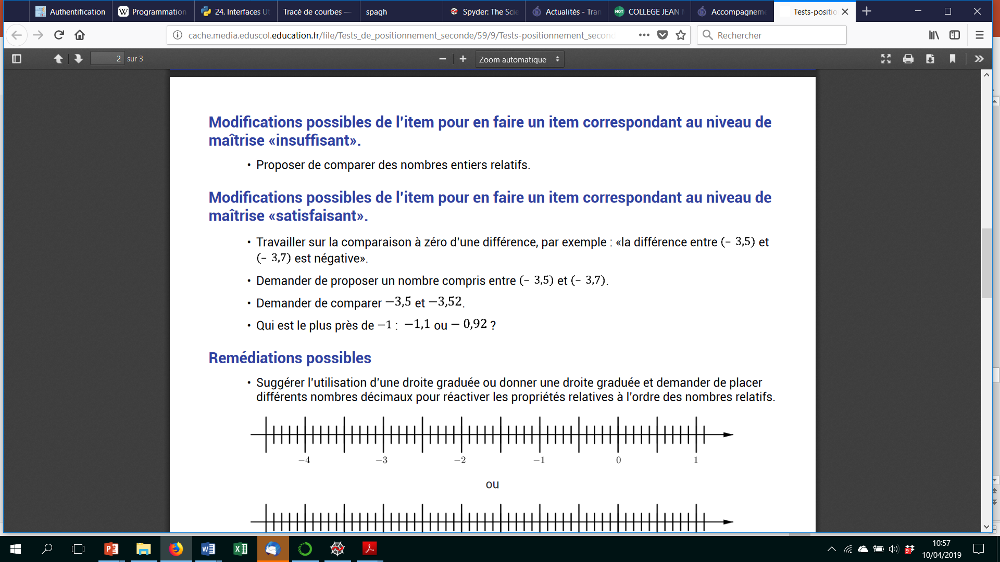 Authentification
Programmation
24. Interfaces Ut
Tracé de courbes —
spagh
Spyder: The Scie
Actualités - Tran
COLLEGE JEAN
Accompagneme
Tests-positio
cache.media.eduscol.education.fr/file/Tests_de_positionnement_seconde/59/9/Tests-positionnement_secon
Rechercher
2 sur 3
Zoom automatique
Modifications possibles de l'item pour en faire un item correspondant au niveau de
maîtrise «insuffisant».
• Proposer de comparer des nombres entiers relatifs.
Modifications possibles de l'item pour en faire un item correspondant au niveau de
maîtrise «satisfaisant».
• Travailler sur la comparaison à zéro d'une différence, par exemple : «la différence entre (− 3,5) et
(− 3,7) est négative».
• Demander de proposer un nombre compris entre (− 3,5) et (− 3,7).
• Demander de comparer −3,5 et −3,52.
• Qui est le plus près de −1 : −1,1 ou − 0,92 ?
Remédiations possibles
• Suggérer l'utilisation d'une droite graduée ou donner une droite graduée et demander de placer
différents nombres décimaux pour réactiver les propriétés relatives à l'ordre des nombres relatifs.
−4 −3 −2 −1 0 1
ou
10:57
10/04/2019